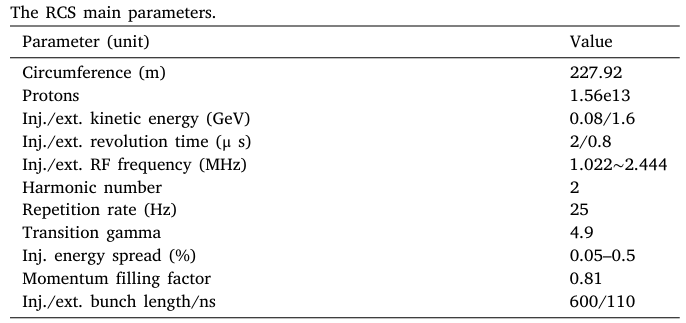 The RCS main parameters.
Parameter (unit) Value
Circumference (m) 227.92
Protons 1.56e13
Inj./ext. kinetic energy (GeV) 0.08/1.6
Inj./ext. revolution time (μ s) 2/0.8
Inj./ext. RF frequency (MHz) 1.022~2.444
Harmonic number 2
Repetition rate (Hz) 25
Transition gamma 4.9
Inj. energy spread (%) 0.05–0.5
Momentum filling factor 0.81
Inj./ext. bunch length/ns 600/110